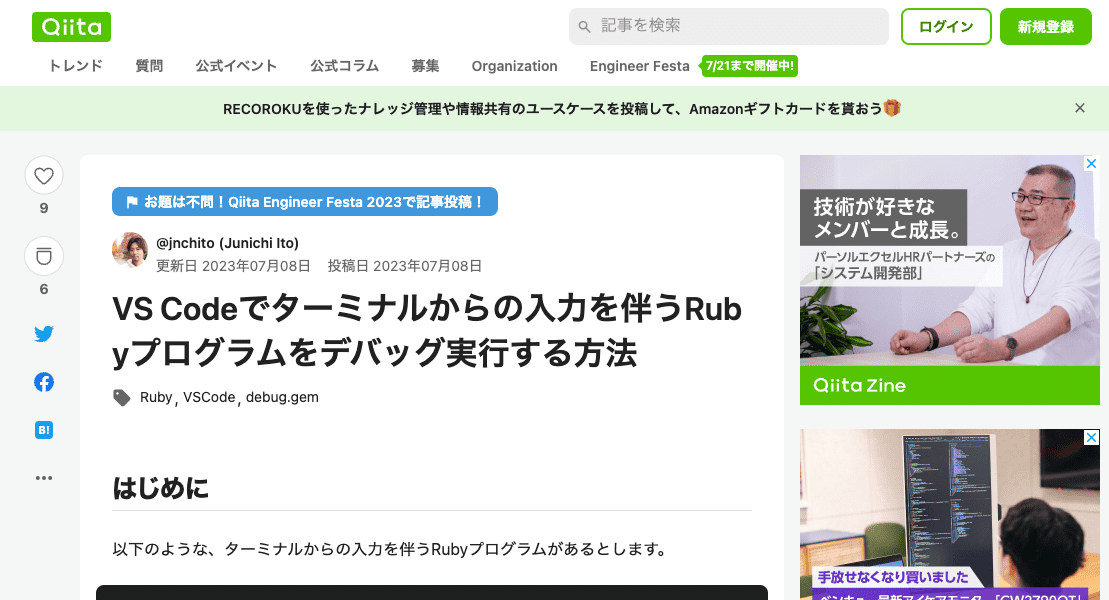 Qiita
記事を検索
ログイン
新規登録
トレンド 質問 公式イベント 公式コラム 募集 Organization Engineer Festa 7/21まで開催中!
RECOROKUを使ったナレッジ管理や情報共有のユースケースを投稿して、Amazonギフトカードを貰おう🎁
9
6
B!
お題は不問！Qiita Engineer Festa 2023で記事投稿！
@jnchito (Junichi Ito)
更新日 2023年07月08日 投稿日 2023年07月08日
VS Codeでターミナルからの入力を伴うRub
yプログラムをデバッグ実行する方法
Ruby, VSCode, debug.gem
はじめに
以下のような、ターミナルからの入力を伴うRubyプログラムがあるとします。
技術が好きな
メンバーと成長。
パーソルエクセルHRパートナーズの
「システム開発部」
Qiita Zine
手放せなくなり買いました